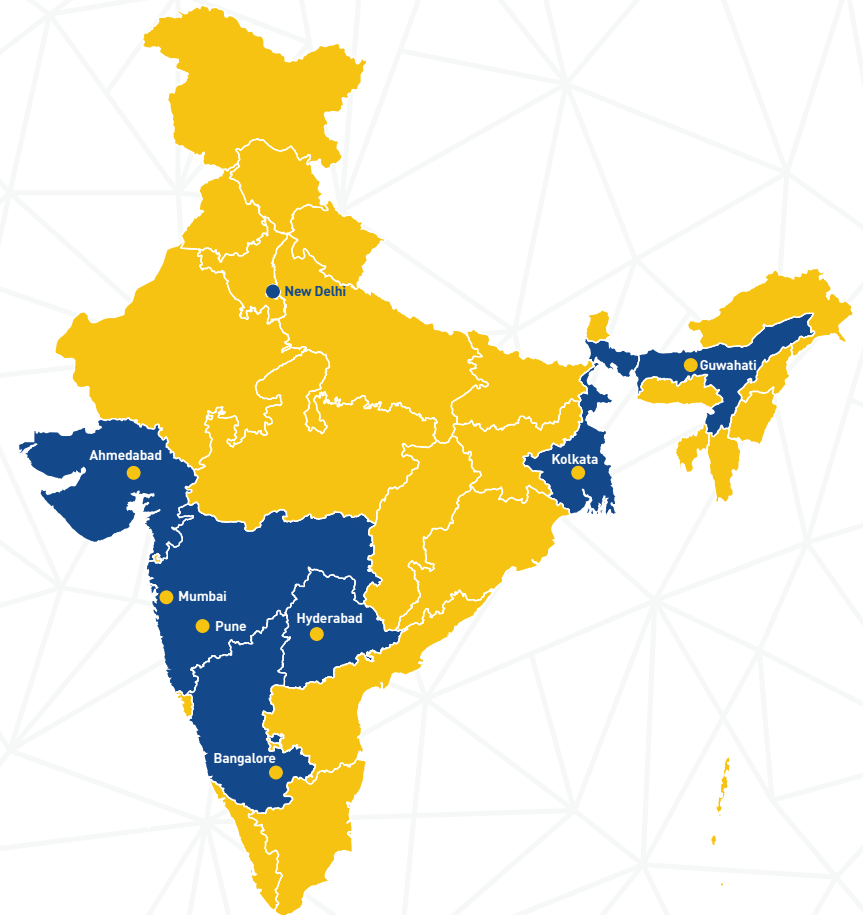 New Delhi
Guwahati
Ahmedabad
Kolkata
Mumbai
Hyderabad
Pune
Bangalore